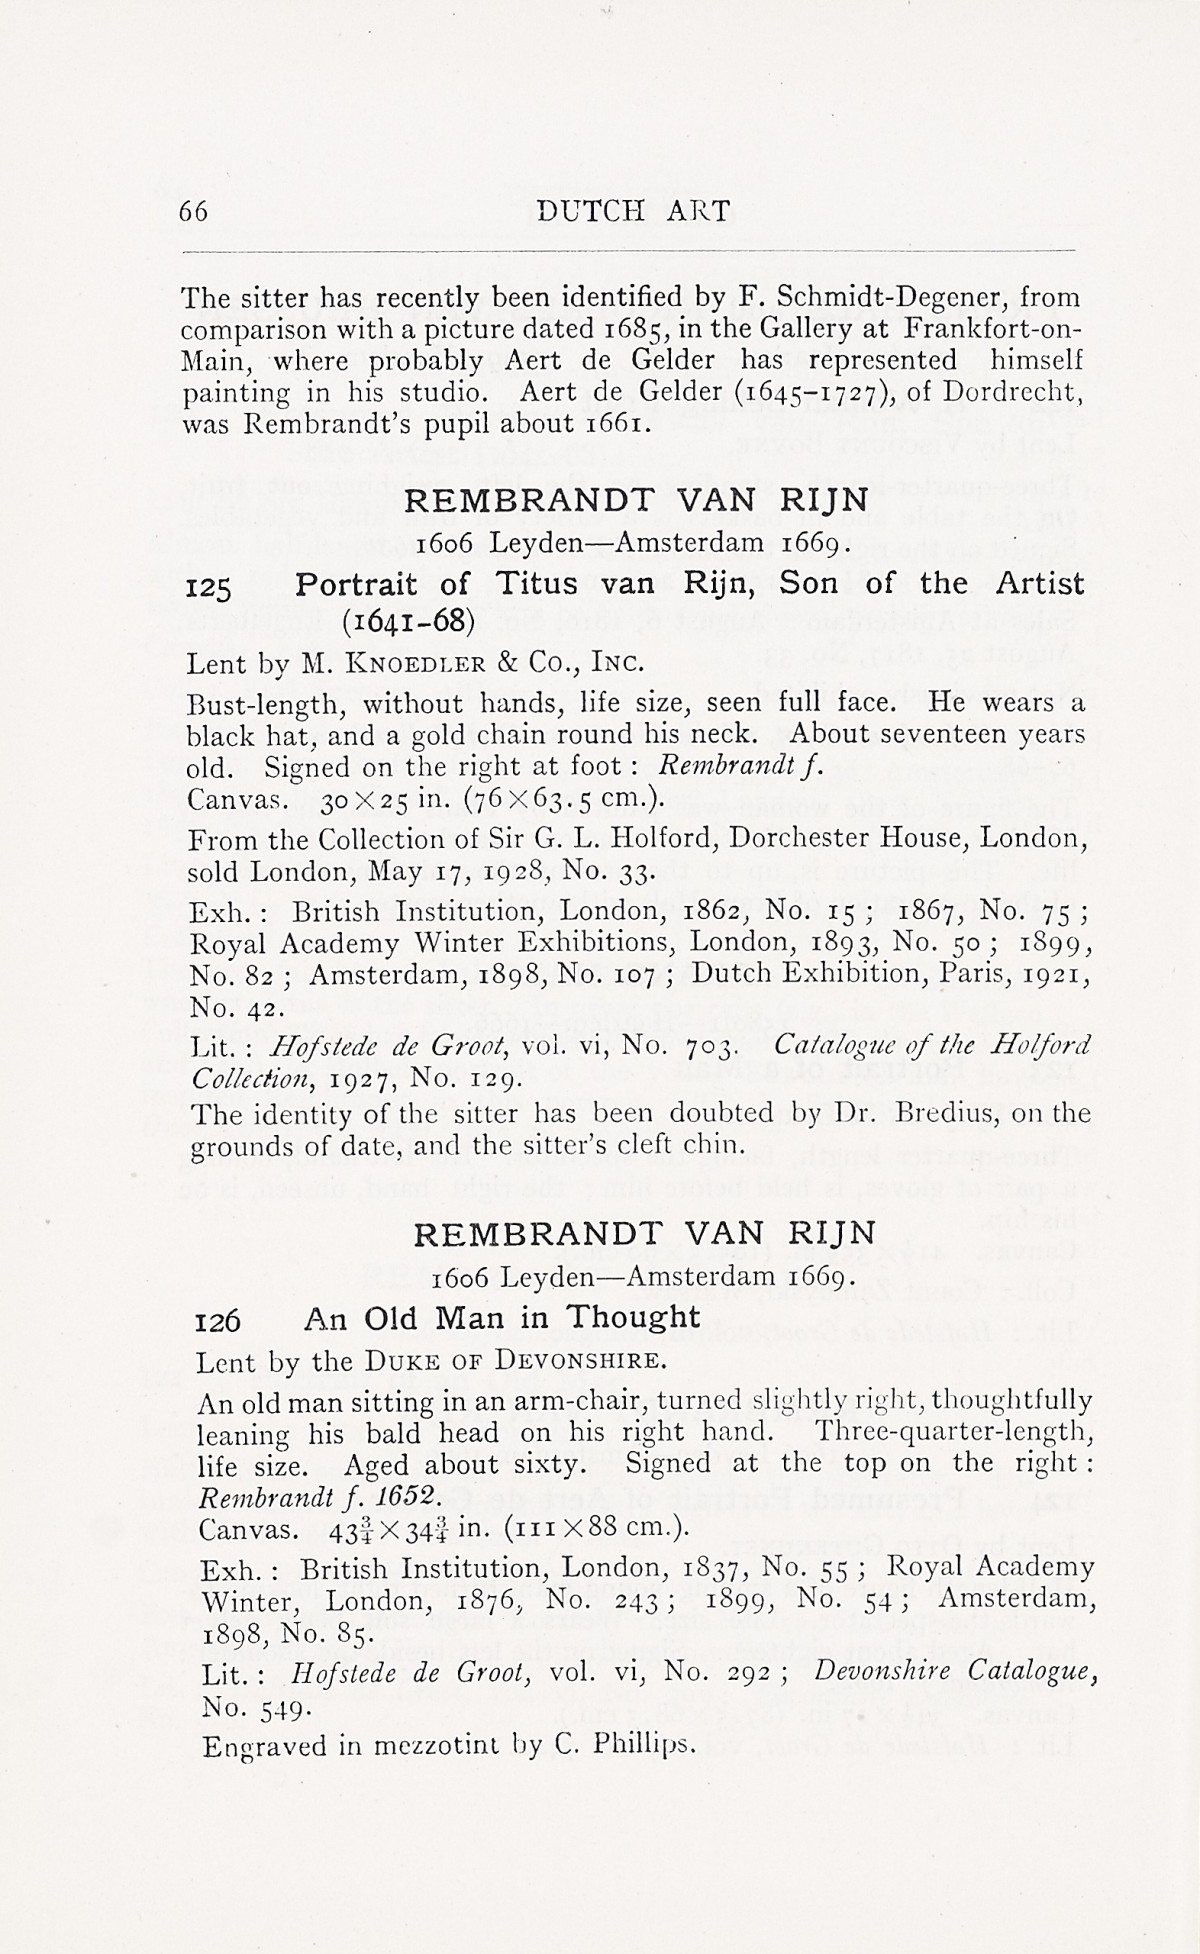 66 DUTCH ART
The sitter has recently been identified by F. Schmidt-Degener, from
comparison with a picture dated 1685, in the Gallery at Frankfort-on-
Main, where probably Aert de Gelder has represented himself
painting in his studio. Aert de Gelder (1645–1727), of Dordrecht,
was Rembrandt's pupil about 1661.
REMBRANDT VAN RIJN
1606 Leyden—Amsterdam 1669.
125 Portrait of Titus van Rijn, Son of the Artist
(1641–68)
Lent by M. KNOEDLER & CO., INC.
Bust-length, without hands, life size, seen full face. He wears a
black hat, and a gold chain round his neck. About seventeen years
old. Signed on the right at foot : Rembrandt f.
Canvas. 30 × 25 in. (76 × 63.5 cm.).
From the Collection of Sir G. L. Holford, Dorchester House, London,
sold London, May 17, 1928, No. 33.
Exh. : British Institution, London, 1862, No. 15 ; 1867, No. 75 ;
Royal Academy Winter Exhibitions, London, 1893, No. 50 ; 1899,
No. 82 ; Amsterdam, 1898, No. 107 ; Dutch Exhibition, Paris, 1921,
No. 42.
Lit. : Hofstede de Groot, vol. vi, No. 703. Catalogue of the Holford
Collection, 1927, No. 129.
The identity of the sitter has been doubted by Dr. Bredius, on the
grounds of date, and the sitter's cleft chin.
REMBRANDT VAN RIJN
1606 Leyden—Amsterdam 1669.
126 An Old Man in Thought
Lent by the DUKE OF DEVONSHIRE.
An old man sitting in an arm-chair, turned slightly right, thoughtfully
leaning his bald head on his right hand. Three-quarter-length,
life size. Aged about sixty. Signed at the top on the right :
Rembrandt f. 1652.
Canvas. 43¾ × 34¾ in. (111 × 88 cm.).
Exh. : British Institution, London, 1837, No. 55 ; Royal Academy
Winter, London, 1876, No. 243 ; 1899, No. 54 ; Amsterdam,
1898, No. 85.
Lit. : Hofstede de Groot, vol. vi, No. 292 ; Devonshire Catalogue,
No. 549.
Engraved in mezzotint by C. Phillips.